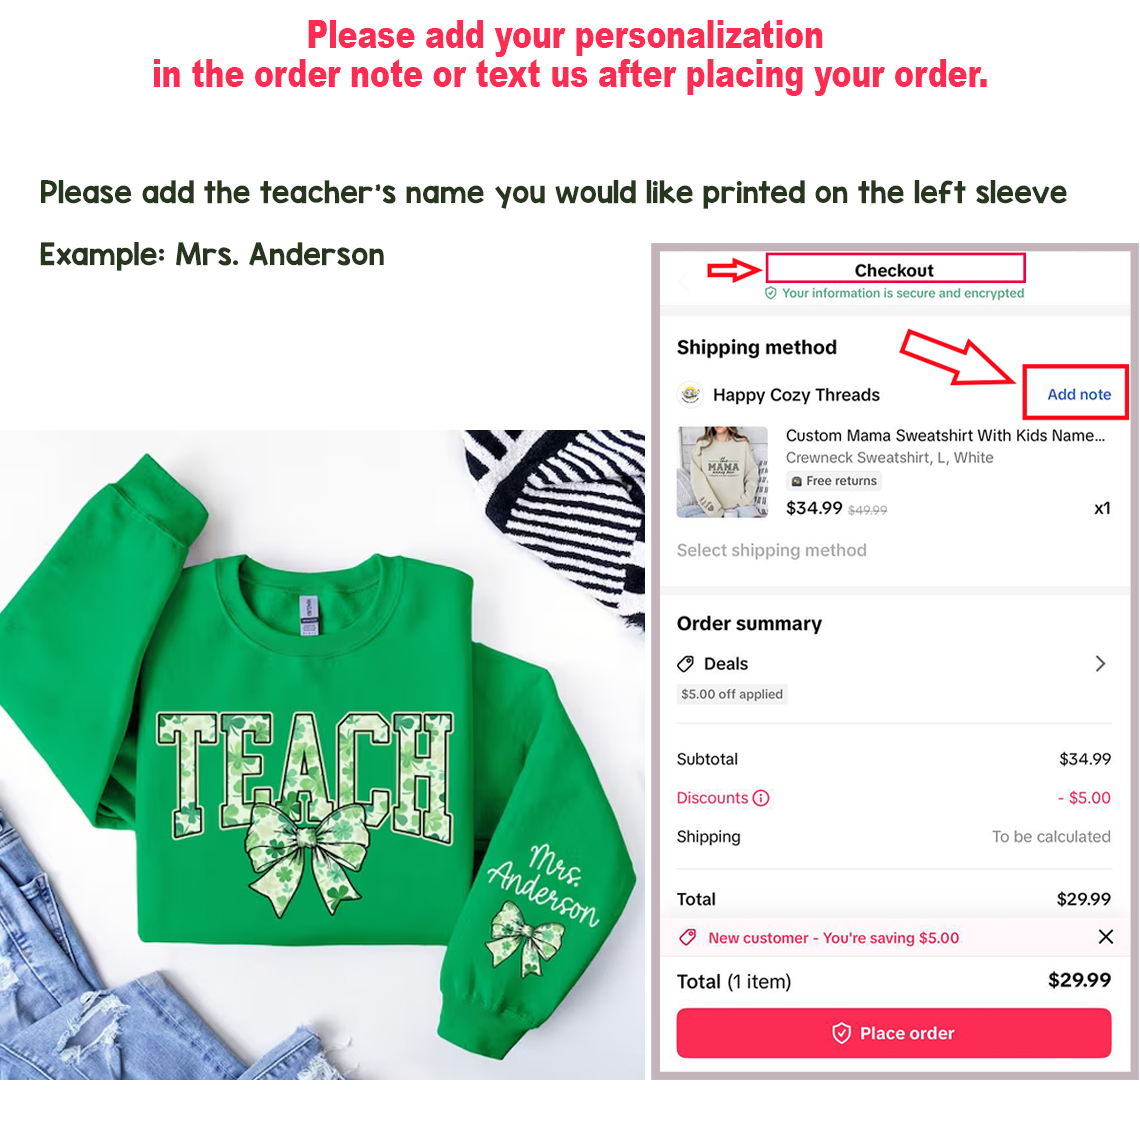 Please add your personalization
in the order note or text us after placing your order.
Please add the teacher's name you would like printed on the left sleeve
Example: Mrs. Anderson
Checkout
Your information is secure and encrypted
Shipping method
Happy Cozy Threads
Add note
Custom Mama Sweatshirt With Kids Name...
Crewneck Sweatshirt, L, White
Free returns
$34.99 $49.99
x1
Select shipping method
Order summary
Deals
$5.00 off applied
Subtotal
$34.99
Discounts
- $5.00
Shipping
To be calculated
Total
$29.99
New customer - You're saving $5.00
Total (1 item)
$29.99
Place order
TEACH
Mrs.
Anderson
MAMA